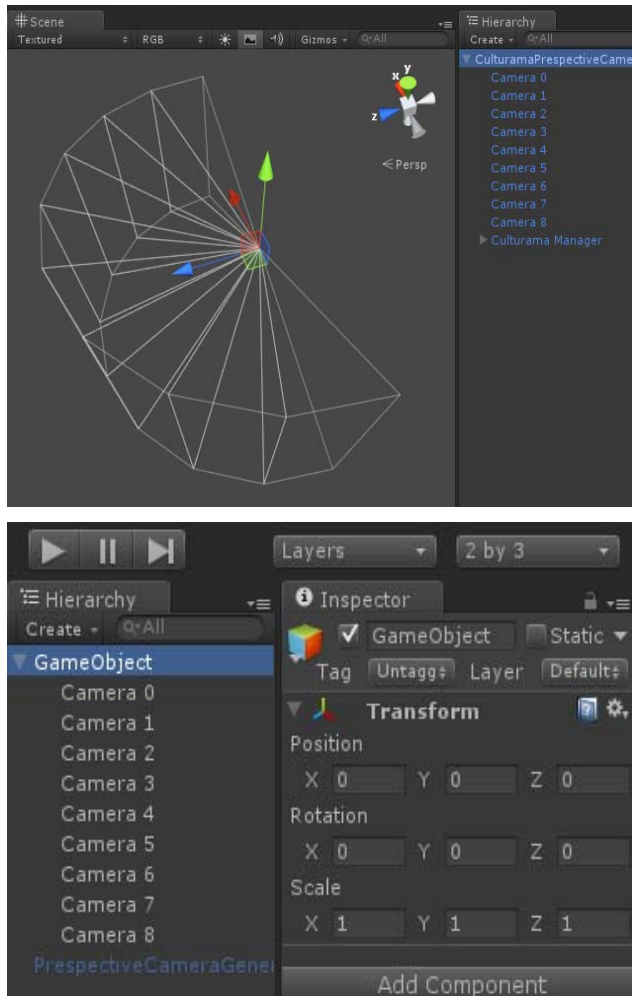 Scene
Textured RGB Gizmos Q▾All
y
x
z
Persp
Hierarchy
Create Q▾All
CulturamaPrespectiveCame
Camera 0
Camera 1
Camera 2
Camera 3
Camera 4
Camera 5
Camera 6
Camera 7
Camera 8
Culturama Manager
Layers 2 by 3
Hierarchy
Create Q▾All
GameObject
Camera 0
Camera 1
Camera 2
Camera 3
Camera 4
Camera 5
Camera 6
Camera 7
Camera 8
PrespectiveCameraGener
Inspector
GameObject Static
Tag Untagg Layer Default
Transform
Position
X 0 Y 0 Z 0
Rotation
X 0 Y 0 Z 0
Scale
X 1 Y 1 Z 1
Add Component